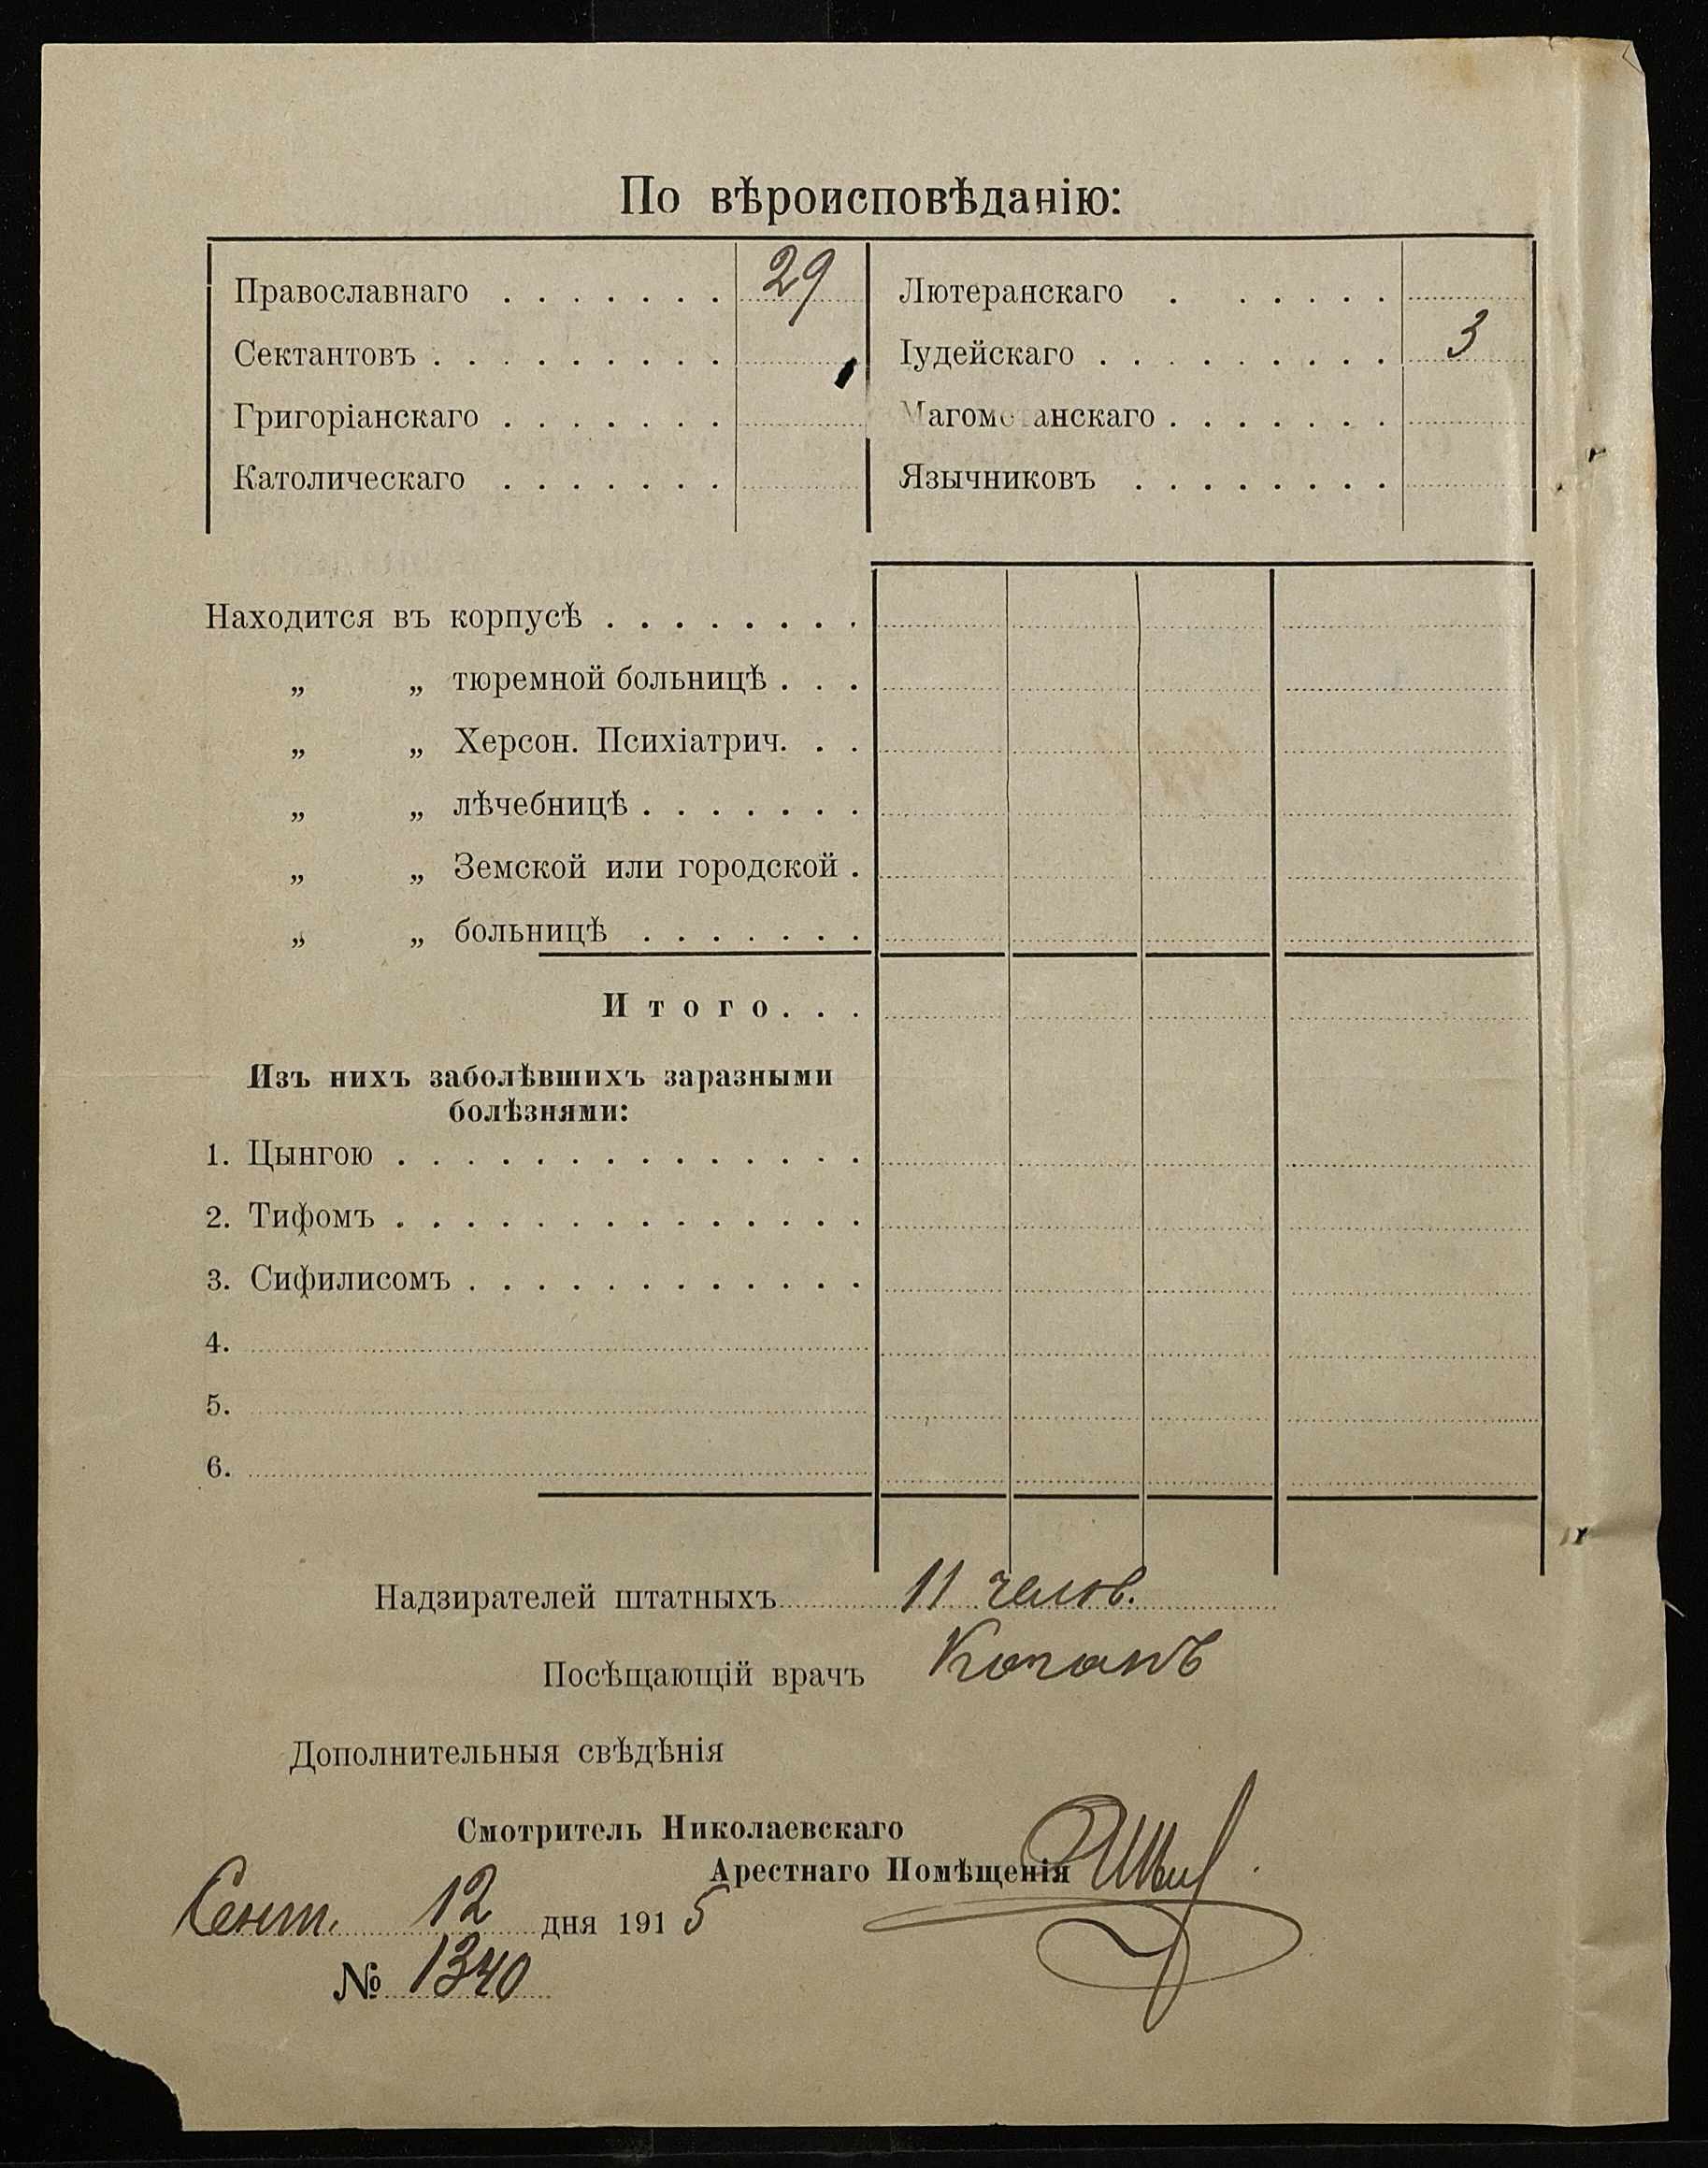 По вѣроисповѣданію:
Православнаго . . . . . . . 29 Лютеранскаго . . . . . .
Сектантовъ . . . . . . . . . Іудейскаго . . . . . . . . . 3
Григоріанскаго . . . . . . . Магометанскаго . . . . . . .
Католическаго . . . . . . . Язычниковъ . . . . . . . .
Находится въ корпусѣ . . . . . . . .
„ „ тюремной больницѣ . . .
„ „ Херсон. Психіатрич. . .
„ „ лѣчебницѣ . . . . . . .
„ „ Земской или городской .
„ „ больницѣ . . . . . . .
Итого. . .
Изъ нихъ заболѣвшихъ заразными
болѣзнями:
1. Цынгою . . . . . . . . . . . . . .
2. Тифомъ . . . . . . . . . . . . . .
3. Сифилисомъ . . . . . . . . . . . .
4.
5.
6.
Надзирателей штатныхъ 11 челов.
Посѣщающій врачъ Коганъ
Дополнительныя свѣдѣнія
Смотритель Николаевскаго
Арестнаго Помѣщенія
Сент. 12 дня 1915
№ 1340